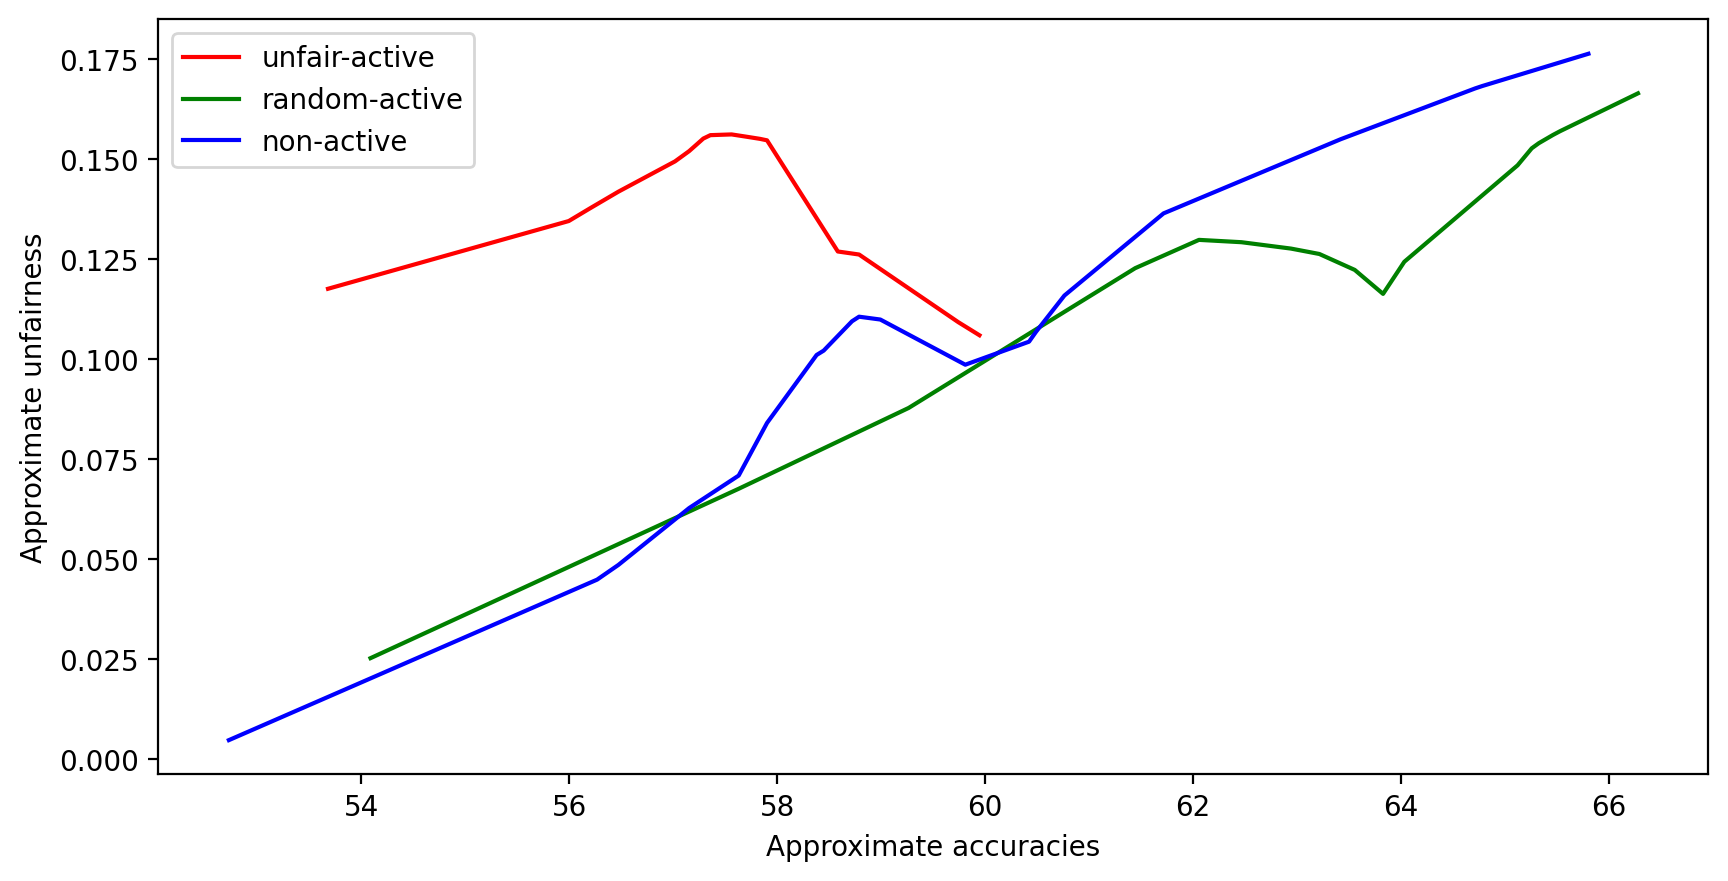 unfair-active
random-active
non-active
Approximate unfairness
0.175
0.150
0.125
0.100
0.075
0.050
0.025
0.000
54 56 58 60 62 64 66
Approximate accuracies